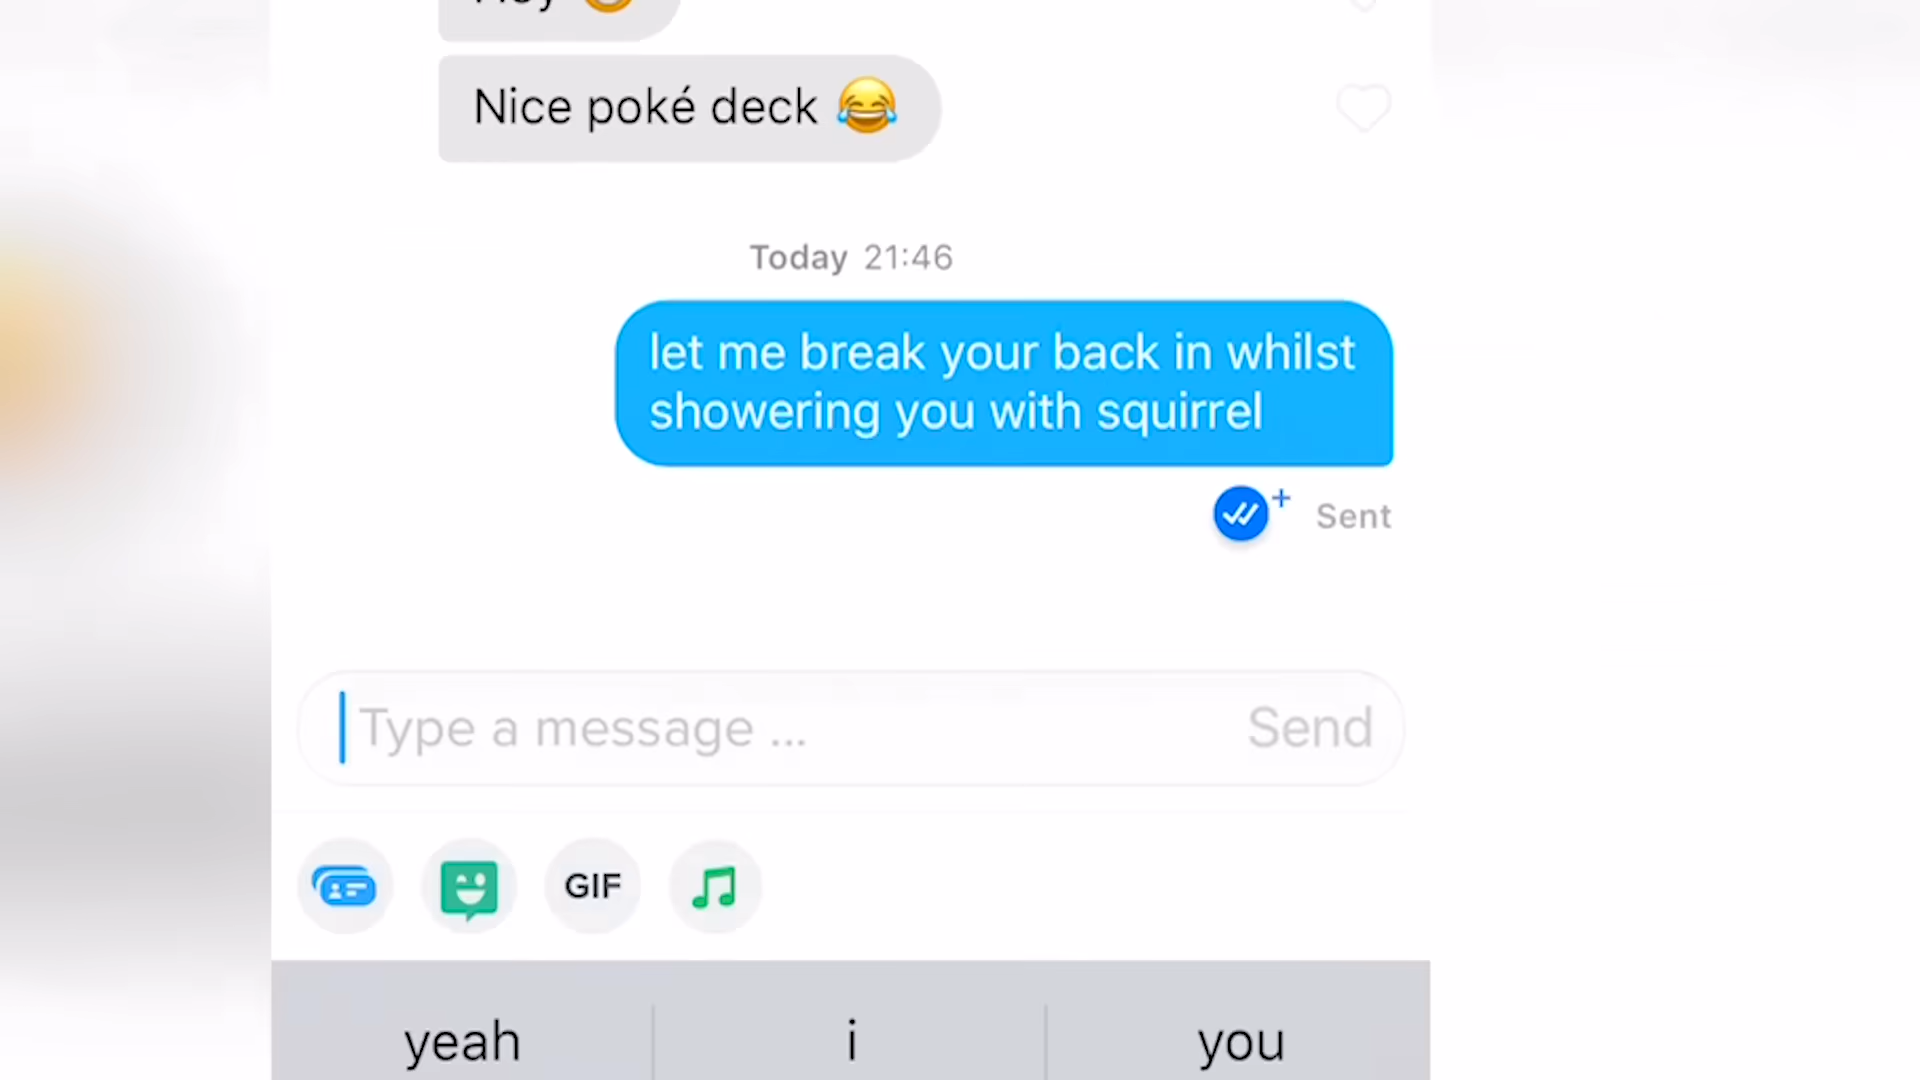 Nice poké deck 😂
Today 21:46
let me break your back in whilst
showering you with squirrel
Sent
Type a message ...
Send
GIF
yeah
i
you